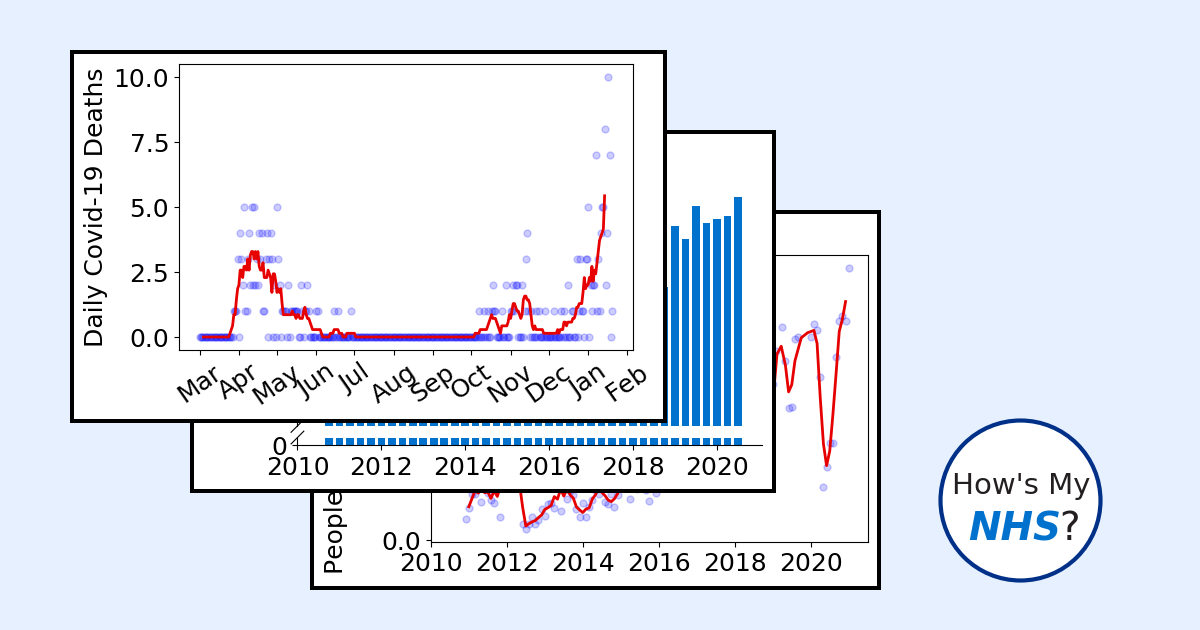 Daily Covid-19 Deaths
10.0
7.5
5.0
2.5
0.0
Mar Apr May Jun Jul Aug Sep Oct Nov Dec Jan Feb
0
2010 2012 2014 2016 2018 2020
People
0.0
2010 2012 2014 2016 2018 2020
How's My
NHS?